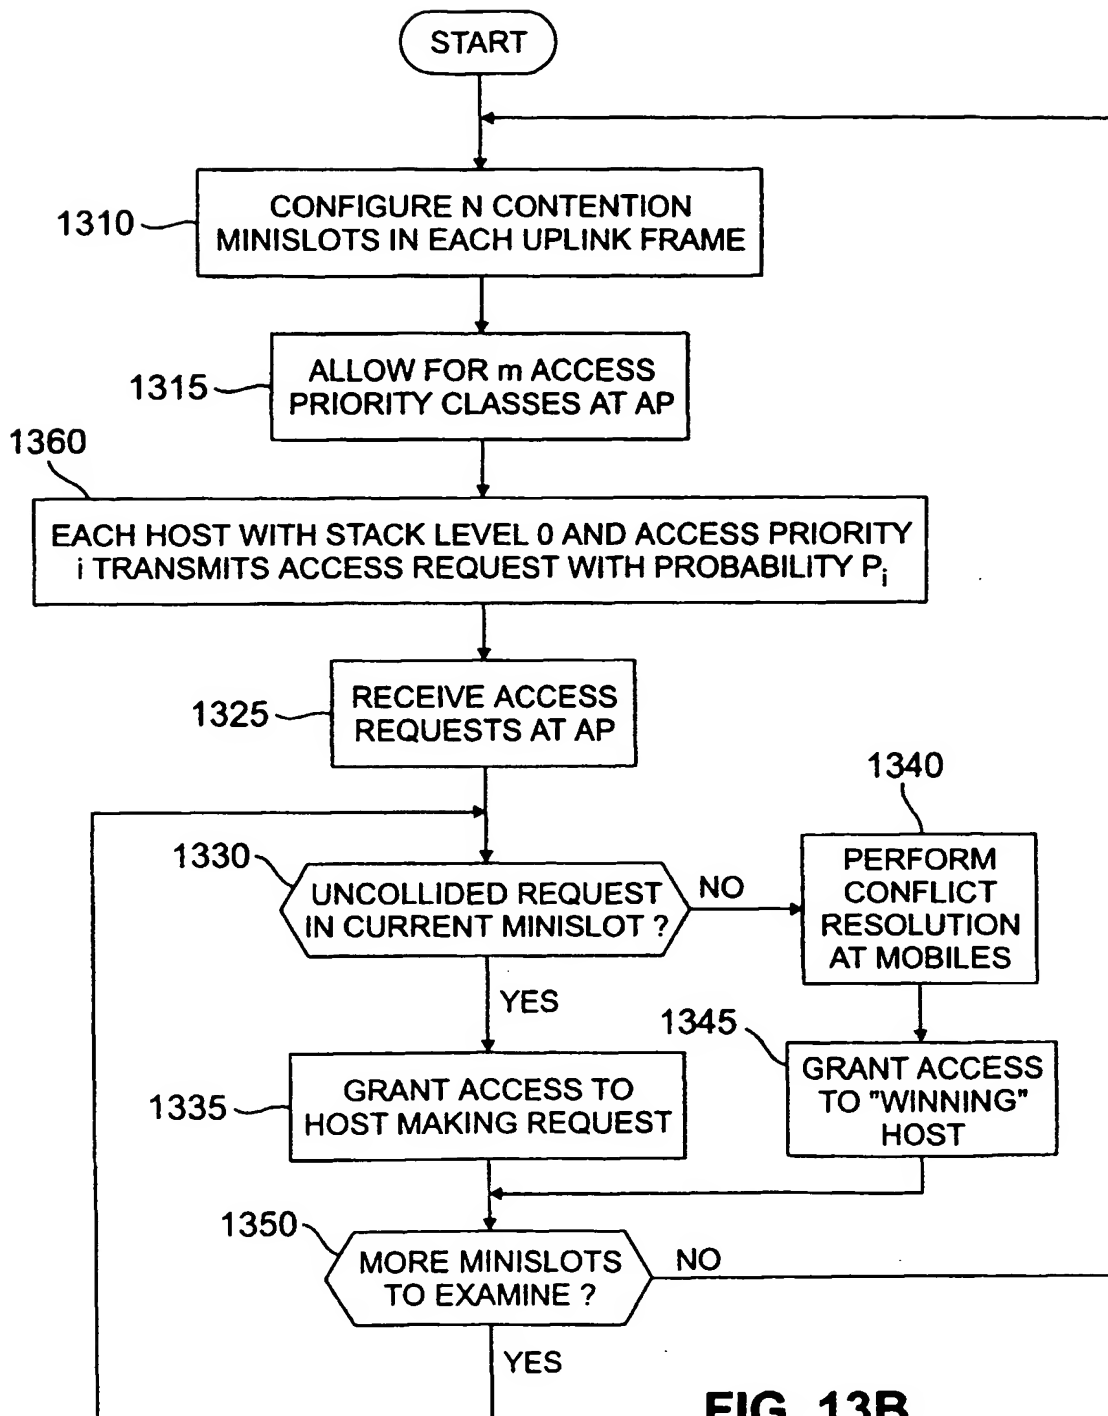 START
1310
CONFIGURE N CONTENTION
MINISLOTS IN EACH UPLINK FRAME
1315
ALLOW FOR m ACCESS
PRIORITY CLASSES AT AP
1360
EACH HOST WITH STACK LEVEL 0 AND ACCESS PRIORITY
i TRANSMITS ACCESS REQUEST WITH PROBABILITY Pi
1325
RECEIVE ACCESS
REQUESTS AT AP
1330
UNCOLLIDED REQUEST
IN CURRENT MINISLOT ?
NO
1340
PERFORM
CONFLICT
RESOLUTION
AT MOBILES
YES
1335
GRANT ACCESS TO
HOST MAKING REQUEST
1345
GRANT ACCESS
TO "WINNING"
HOST
1350
MORE MINISLOTS
TO EXAMINE ?
NO
YES
FIG. 13B